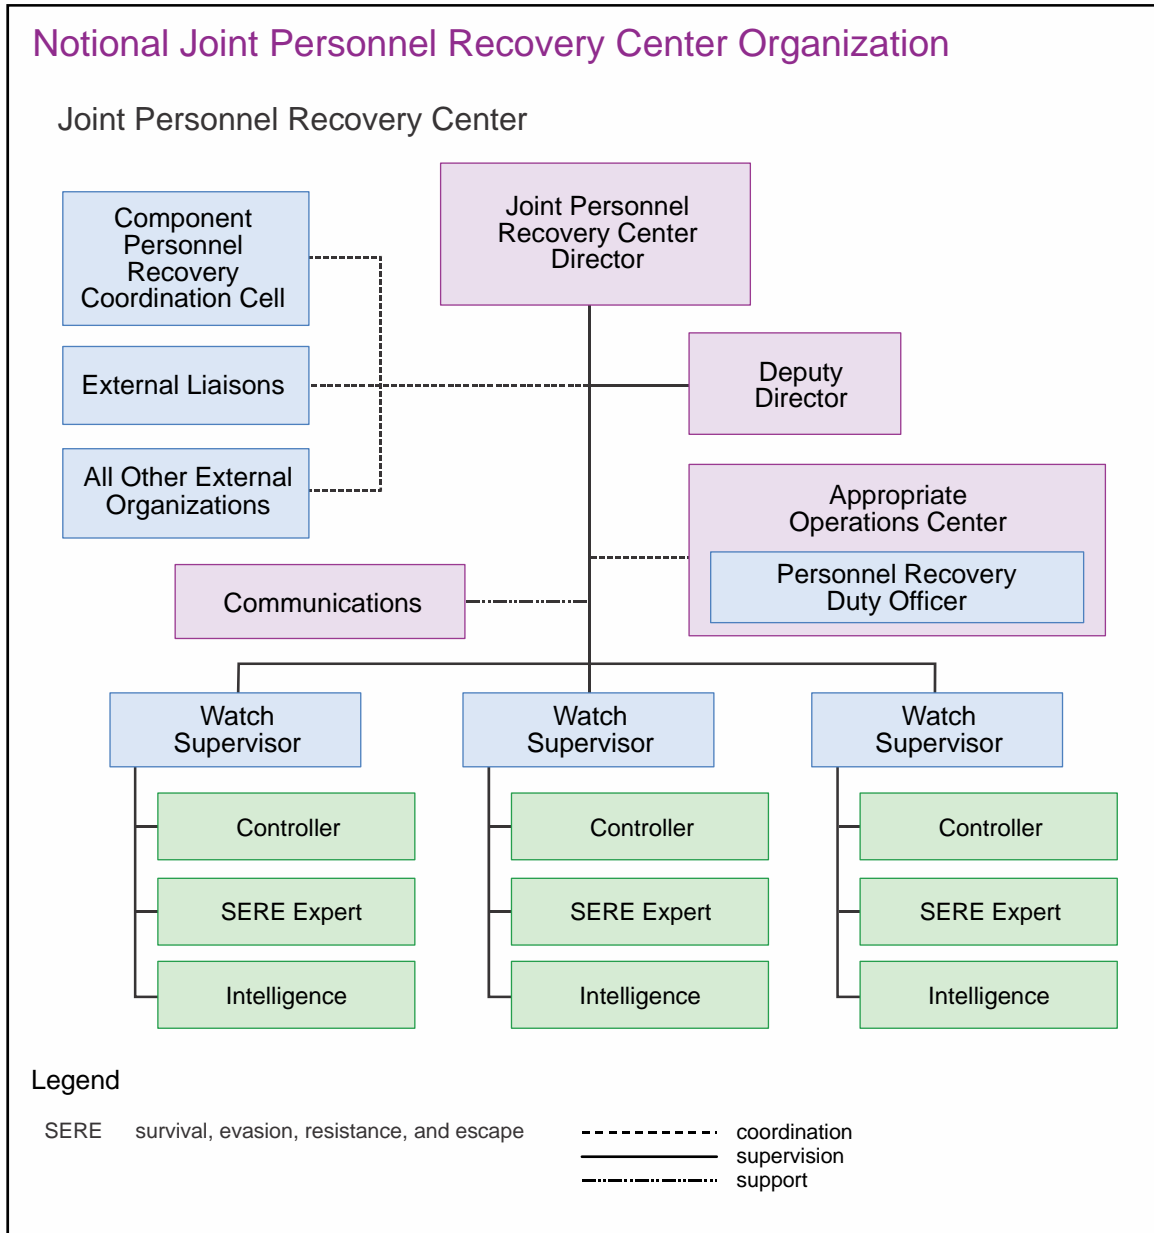 Notional Joint Personnel Recovery Center Organization
Joint Personnel Recovery Center
Component
Personnel
Recovery
Coordination Cell
External Liaisons
All Other External
Organizations
Joint Personnel
Recovery Center
Director
Deputy
Director
Appropriate
Operations Center
Personnel Recovery
Duty Officer
Communications
Watch
Supervisor
Controller
SERE Expert
Intelligence
Watch
Supervisor
Controller
SERE Expert
Intelligence
Watch
Supervisor
Controller
SERE Expert
Intelligence
Legend
SERE survival, evasion, resistance, and escape
coordination
supervision
support